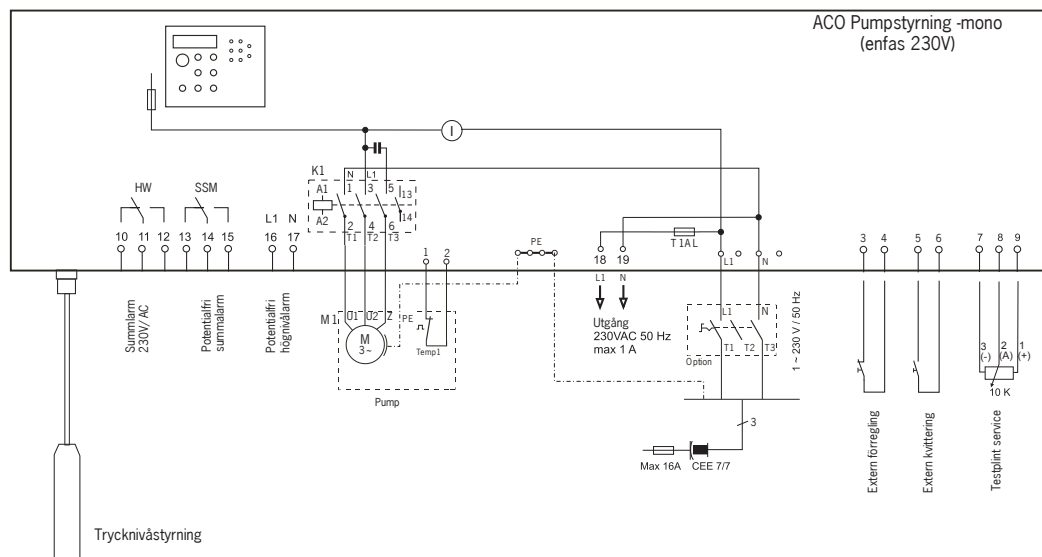 ACO Pumpstyrning -mono
(enfas 230V)
I
K1
N L1
A1 1 3 5 13
A2 2 4 6 14
T1 T2 T3
HW SSM
L1 N
10 11 12 13 14 15 16 17
1 2
PE
T 1A L
18 19
L1 N
L1 N
3 4 5 6 7 8 9
Summlarm
230V/ AC
Potentialfri
summalarm
Potentialfri
högnivålarm
M 1
U1 U2 Z
M
3 ~
PE
Temp1
Pump
Utgång
230VAC 50 Hz
max 1 A
L1 N
T1 T2 T3
Option
1 ~ 230 V / 50 Hz
3
Max 16A CEE 7/7
3 2 1
(-) (A) (+)
10 K
Extern förregling
Extern kvittering
Testplint service
Trycknivåstyrning